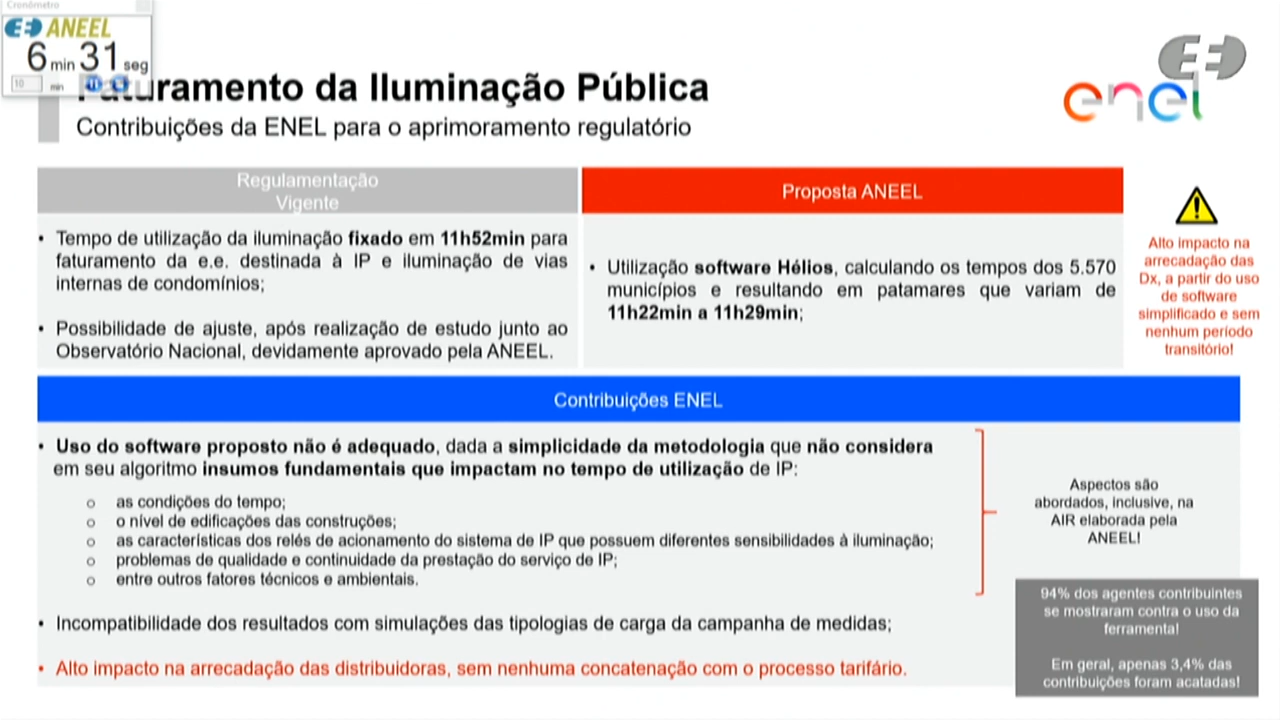 Cronômetro
ANEEL
6 min 31 seg
10 min
Faturamento da Iluminação Pública
Contribuições da ENEL para o aprimoramento regulatório
enel
Regulamentação
Vigente
• Tempo de utilização da iluminação fixado em 11h52min para
faturamento da e.e. destinada à IP e iluminação de vias
internas de condomínios;
• Possibilidade de ajuste, após realização de estudo junto ao
Observatório Nacional, devidamente aprovado pela ANEEL.
Proposta ANEEL
• Utilização software Hélios, calculando os tempos dos 5.570
municípios e resultando em patamares que variam de
11h22min a 11h29min;
Alto impacto na
arrecadação das
Dx, a partir do uso
de software
simplificado e sem
nenhum período
transitório!
Contribuições ENEL
• Uso do software proposto não é adequado, dada a simplicidade da metodologia que não considera
em seu algoritmo insumos fundamentais que impactam no tempo de utilização de IP:
o as condições do tempo;
o o nível de edificações das construções;
o as características dos relés de acionamento do sistema de IP que possuem diferentes sensibilidades à iluminação;
o problemas de qualidade e continuidade da prestação do serviço de IP;
o entre outros fatores técnicos e ambientais.
• Incompatibilidade dos resultados com simulações das tipologias de carga da campanha de medidas;
• Alto impacto na arrecadação das distribuidoras, sem nenhuma concatenação com o processo tarifário.
Aspectos são
abordados, inclusive, na
AIR elaborada pela
ANEEL!
94% dos agentes contribuintes
se mostraram contra o uso da
ferramenta!
Em geral, apenas 3,4% das
contribuições foram acatadas!